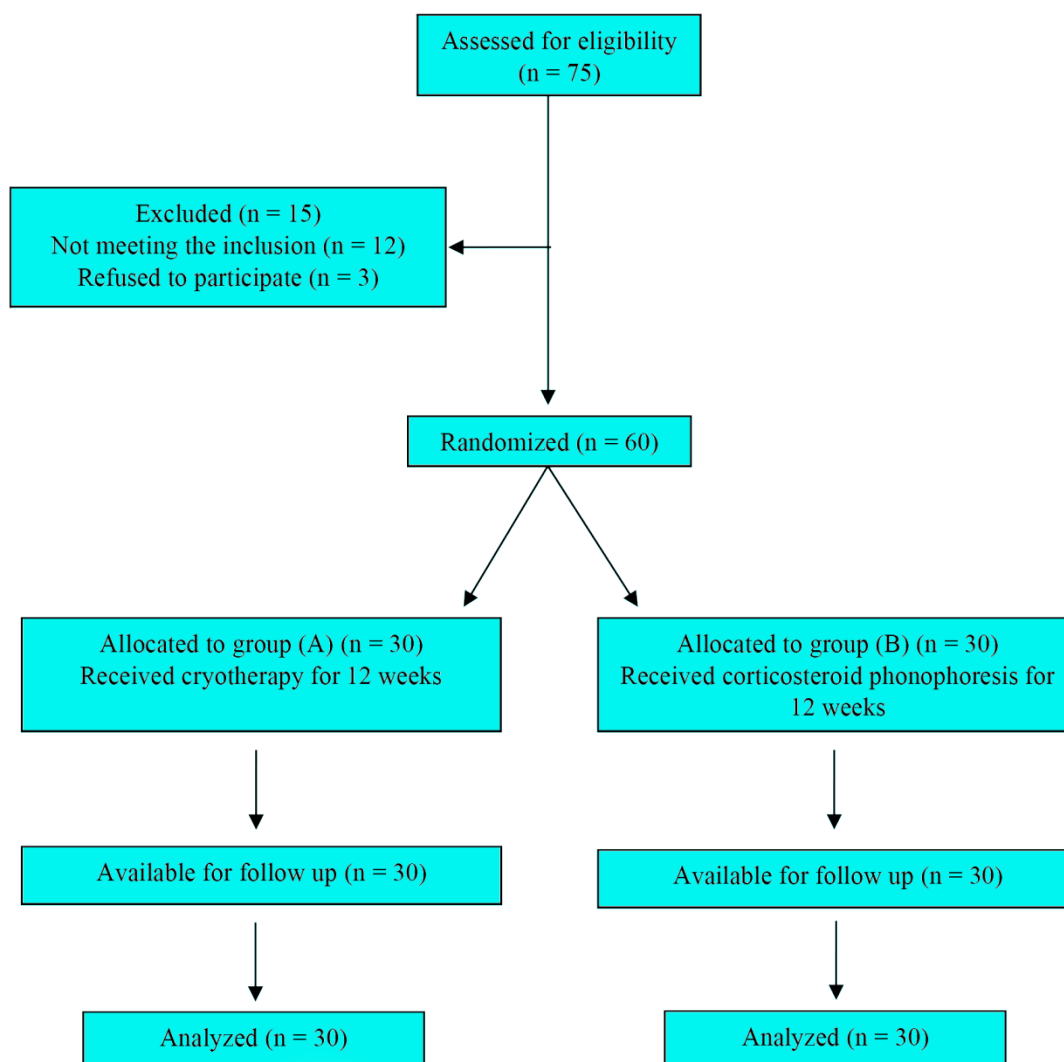 Assessed for eligibility
(n = 75)
Excluded (n = 15)
Not meeting the inclusion (n = 12)
Refused to participate (n = 3)
Randomized (n = 60)
Allocated to group (A) (n = 30)
Received cryotherapy for 12 weeks
Allocated to group (B) (n = 30)
Received corticosteroid phonophoresis for
12 weeks
Available for follow up (n = 30)
Available for follow up (n = 30)
Analyzed (n = 30)
Analyzed (n = 30)